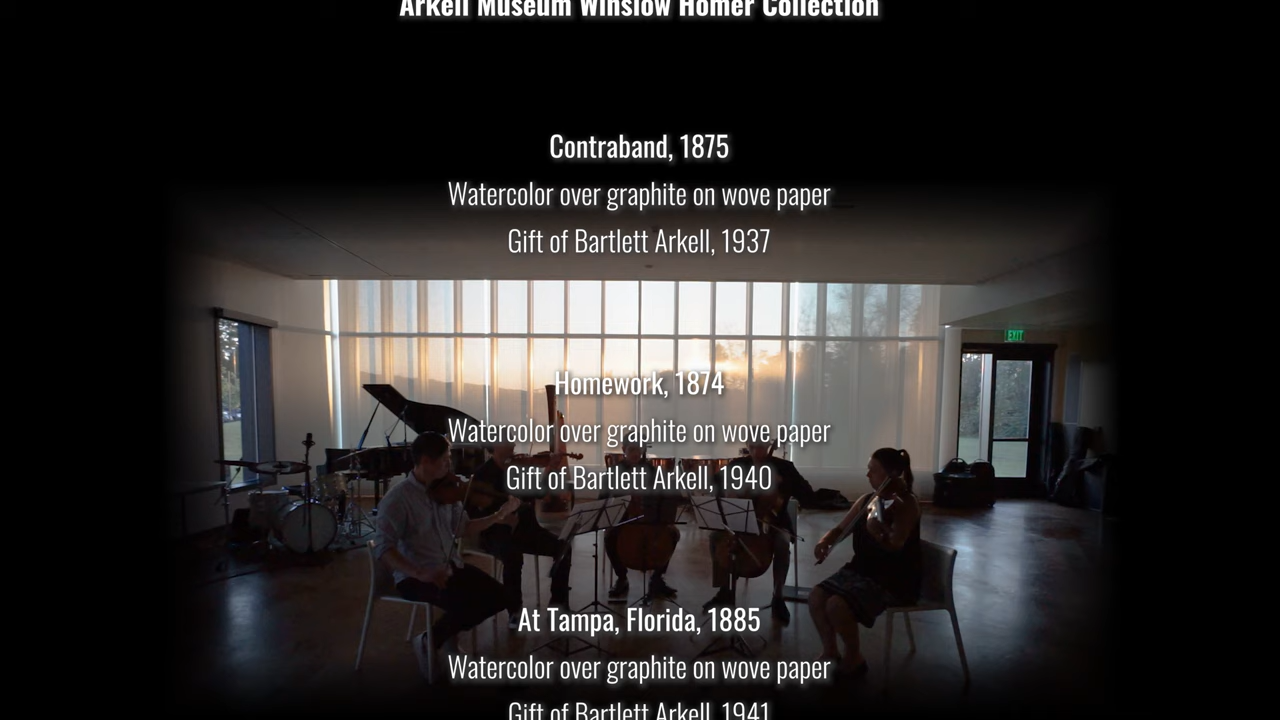 Arkell Museum Winslow Homer Collection
Contraband, 1875
Watercolor over graphite on wove paper
Gift of Bartlett Arkell, 1937
EXIT
Homework, 1874
Watercolor over graphite on wove paper
Gift of Bartlett Arkell, 1940
At Tampa, Florida, 1885
Watercolor over graphite on wove paper
Gift of Bartlett Arkell, 1941